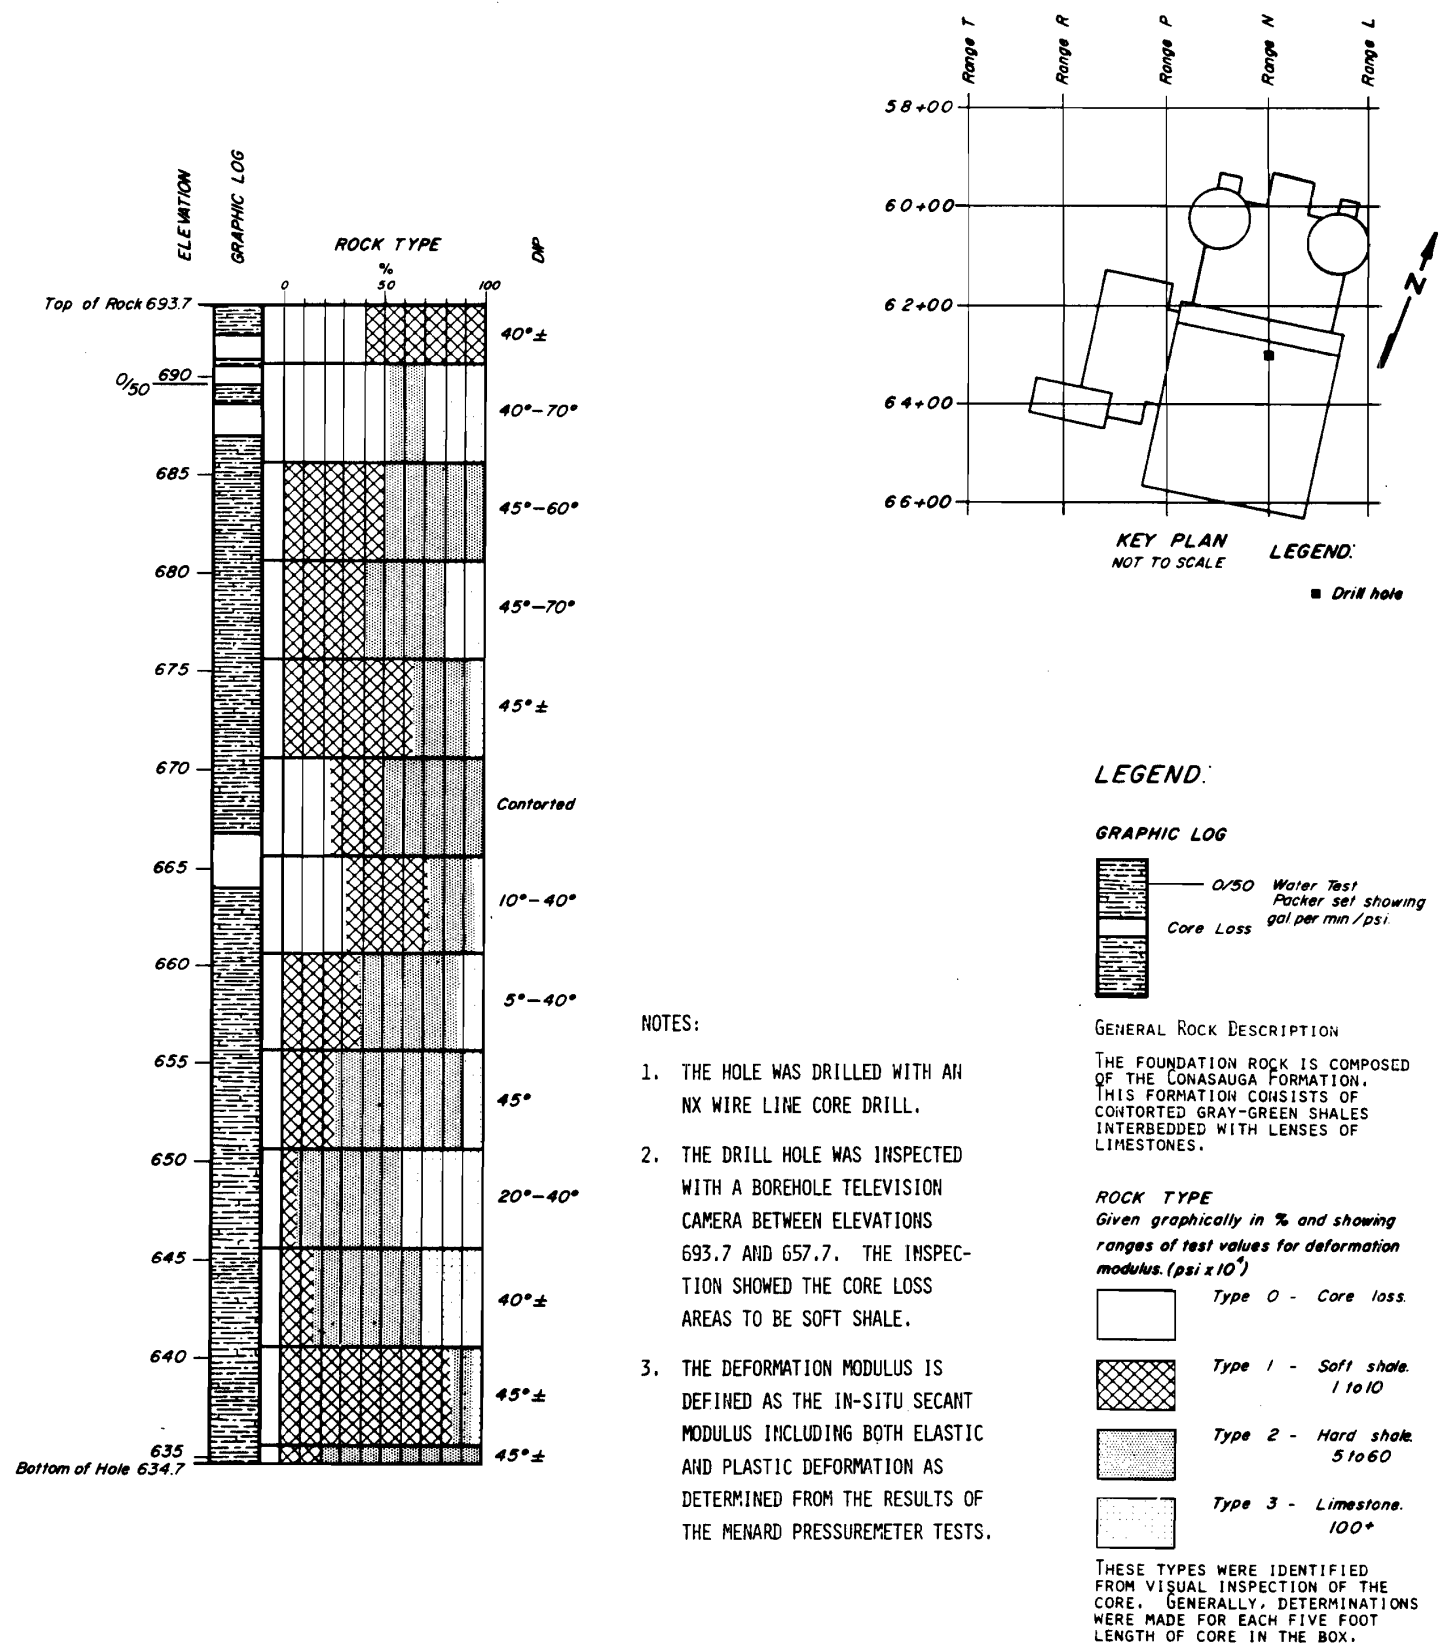 Range T
Range R
Range P
Range N
Range L
58+00
60+00
62+00
64+00
66+00
N
KEY PLAN
NOT TO SCALE
LEGEND:
Drill hole
ELEVATION
GRAPHIC LOG
ROCK TYPE
%
0 50 100
DIP
Top of Rock 693.7
40°±
690
0/50
40°-70°
685
45°-60°
680
45°-70°
675
45°±
670
Contorted
665
10°-40°
660
5°-40°
655
45°
650
20°-40°
645
40°±
640
45°±
635
45°±
Bottom of Hole 634.7
NOTES:
1. THE HOLE WAS DRILLED WITH AN
NX WIRE LINE CORE DRILL.
2. THE DRILL HOLE WAS INSPECTED
WITH A BOREHOLE TELEVISION
CAMERA BETWEEN ELEVATIONS
693.7 AND 657.7. THE INSPEC-
TION SHOWED THE CORE LOSS
AREAS TO BE SOFT SHALE.
3. THE DEFORMATION MODULUS IS
DEFINED AS THE IN-SITU SECANT
MODULUS INCLUDING BOTH ELASTIC
AND PLASTIC DEFORMATION AS
DETERMINED FROM THE RESULTS OF
THE MENARD PRESSUREMETER TESTS.
LEGEND:
GRAPHIC LOG
0/50 Water Test
Packer set showing
gal per min/psi.
Core Loss
GENERAL ROCK DESCRIPTION
THE FOUNDATION ROCK IS COMPOSED
OF THE CONASAUGA FORMATION.
THIS FORMATION CONSISTS OF
CONTORTED GRAY-GREEN SHALES
INTERBEDDED WITH LENSES OF
LIMESTONES.
ROCK TYPE
Given graphically in % and showing
ranges of test values for deformation
modulus. (psi x 10⁴)
Type 0 - Core loss.
Type 1 - Soft shale.
1 to 10
Type 2 - Hard shale.
5 to 60
Type 3 - Limestone.
100+
THESE TYPES WERE IDENTIFIED
FROM VISUAL INSPECTION OF THE
CORE. GENERALLY, DETERMINATIONS
WERE MADE FOR EACH FIVE FOOT
LENGTH OF CORE IN THE BOX.